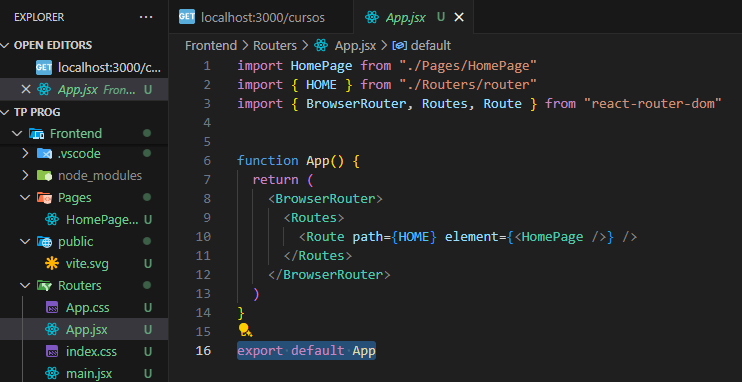 EXPLORER
OPEN EDITORS
GET localhost:3000/c...
App.jsx Fron... U
TP PROG
Frontend
.vscode
node_modules
Pages
HomePage... U
public
vite.svg U
Routers
App.css U
App.jsx U
index.css U
main.jsx U
GET localhost:3000/cursos
App.jsx U
Frontend > Routers > App.jsx > default
1 import HomePage from "./Pages/HomePage"
2 import { HOME } from "./Routers/router"
3 import { BrowserRouter, Routes, Route } from "react-router-dom"
4
5
6 function App() {
7 return (
8 <BrowserRouter>
9 <Routes>
10 <Route path={HOME} element={<HomePage />} />
11 </Routes>
12 </BrowserRouter>
13 )
14 }
15
16 export default App